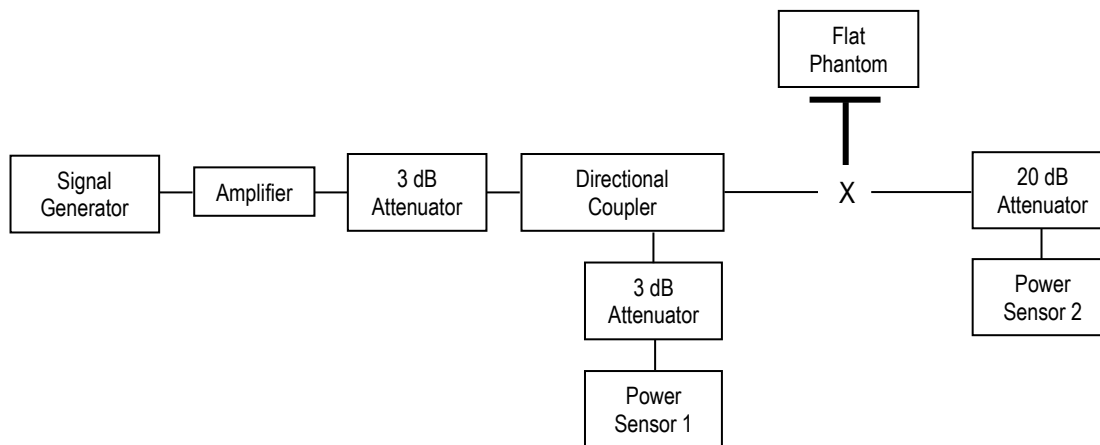 Flat
Phantom
Signal
Generator
Amplifier
3 dB
Attenuator
Directional
Coupler
X
20 dB
Attenuator
3 dB
Attenuator
Power
Sensor 2
Power
Sensor 1